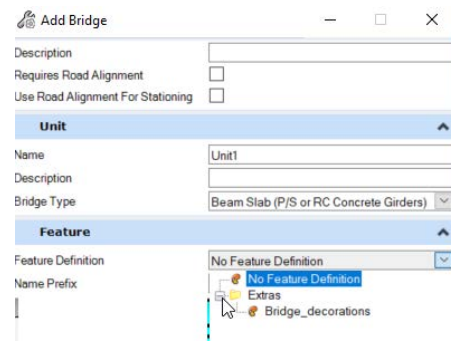 Add Bridge
Description
Requires Road Alignment
Use Road Alignment For Stationing
Unit
Name Unit1
Description
Bridge Type Beam Slab (P/S or RC Concrete Girders)
Feature
Feature Definition No Feature Definition
Name Prefix No Feature Definition
Extras
Bridge_decorations